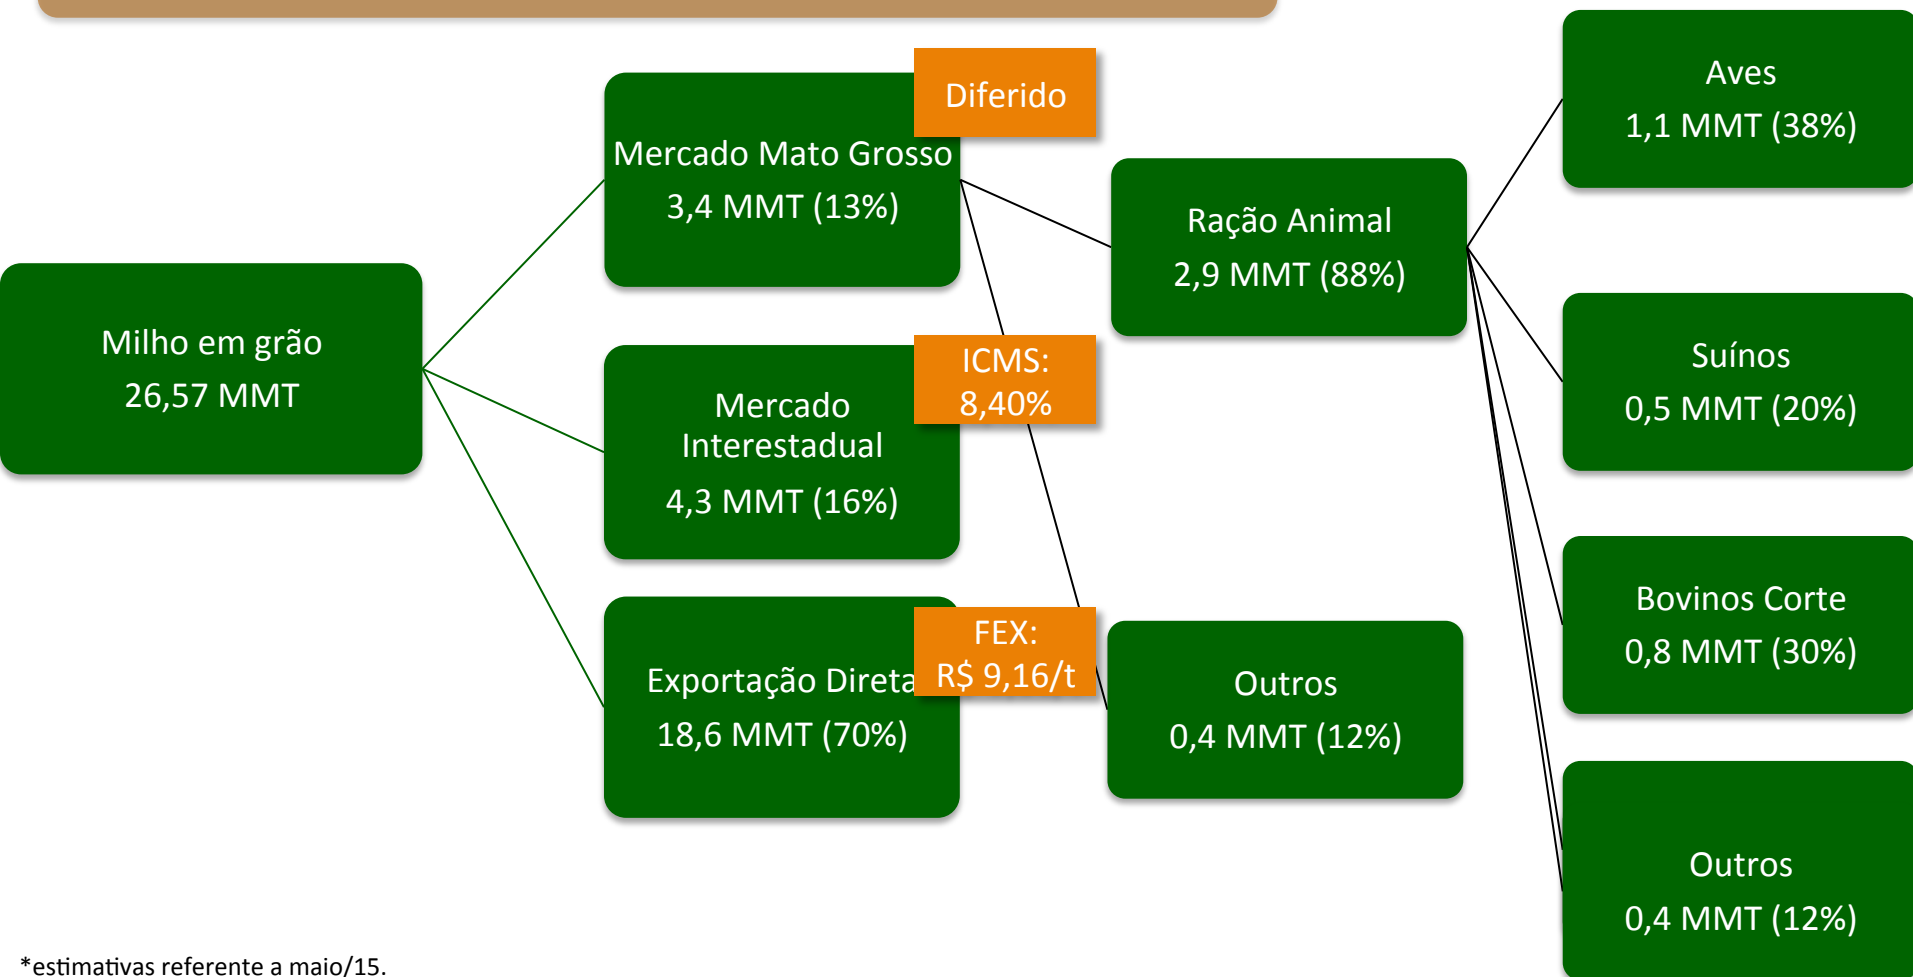 Milho em grão
26,57 MMT
Mercado Mato Grosso
3,4 MMT (13%)
Diferido
Mercado
Interestadual
4,3 MMT (16%)
ICMS:
8,40%
Exportação Direta
18,6 MMT (70%)
FEX:
R$ 9,16/t
Ração Animal
2,9 MMT (88%)
Outros
0,4 MMT (12%)
Aves
1,1 MMT (38%)
Suínos
0,5 MMT (20%)
Bovinos Corte
0,8 MMT (30%)
Outros
0,4 MMT (12%)
*estimativas referente a maio/15.